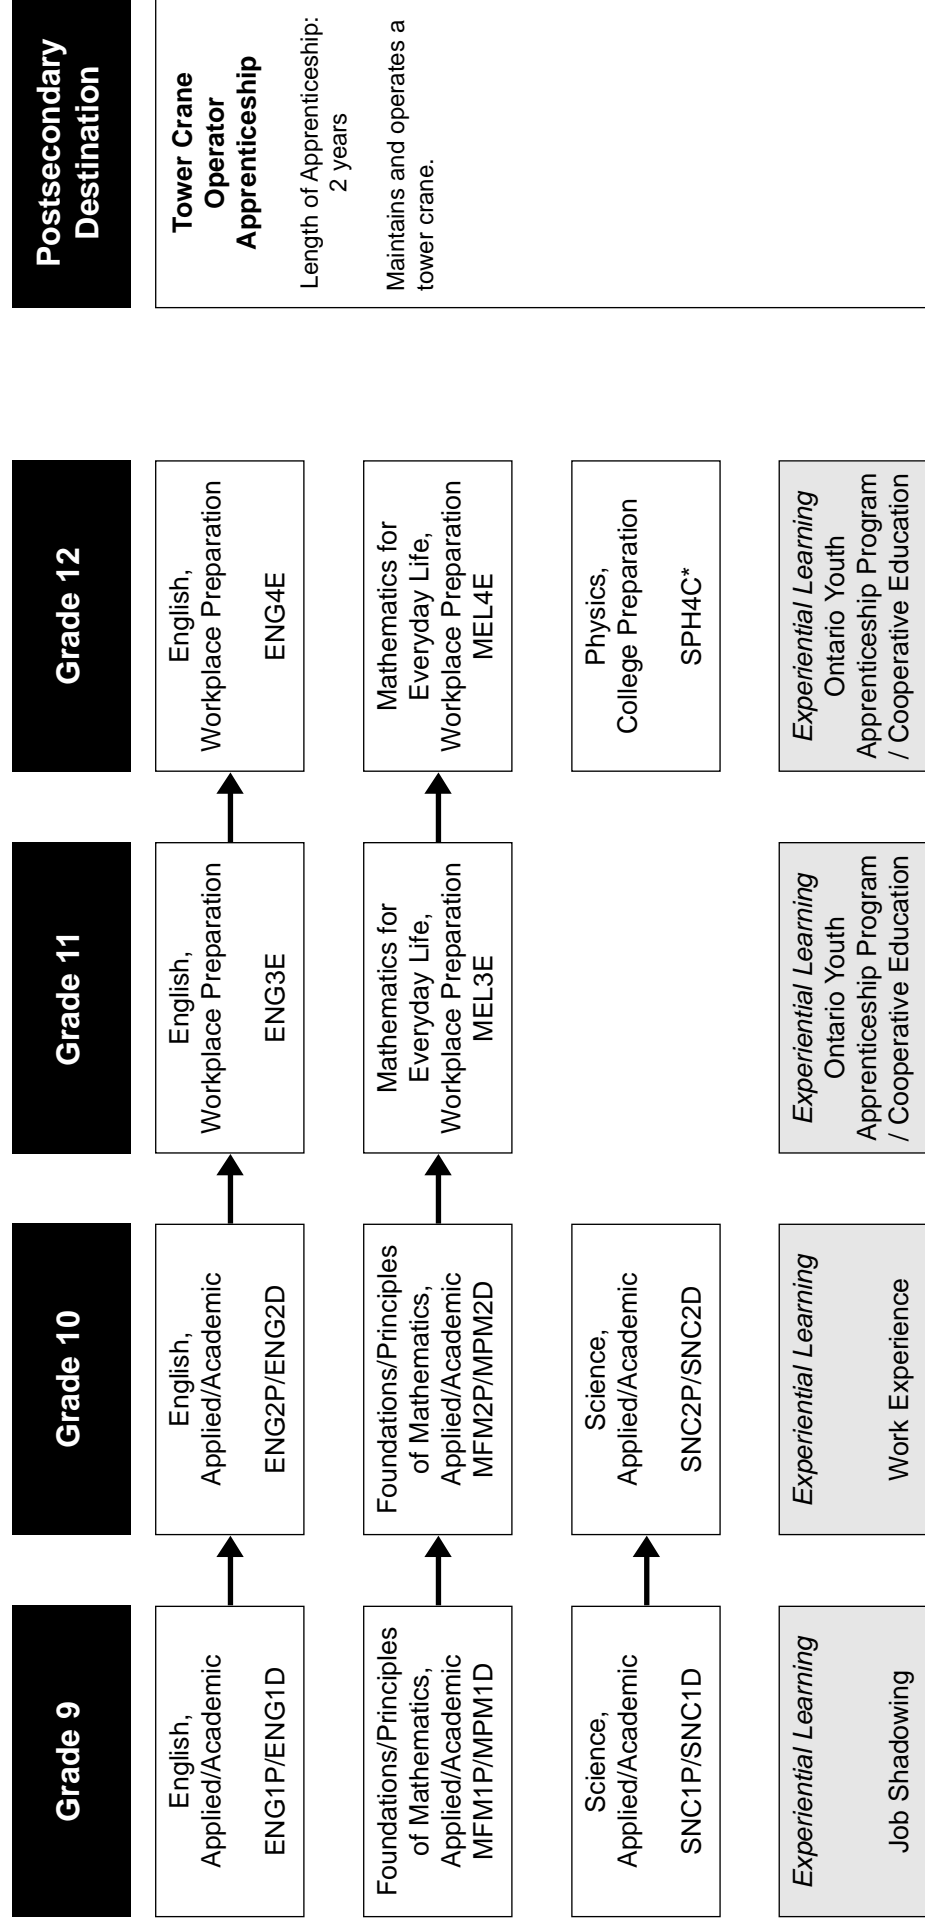 Grade 9
Grade 10
Grade 11
Grade 12
Postsecondary
Destination
English,
Applied/Academic
ENG1P/ENG1D
English,
Applied/Academic
ENG2P/ENG2D
English,
Workplace Preparation
ENG3E
English,
Workplace Preparation
ENG4E
Tower Crane
Operator
Apprenticeship
Length of Apprenticeship:
2 years
Maintains and operates a
tower crane.
Foundations/Principles
of Mathematics,
Applied/Academic
MFM1P/MPM1D
Foundations/Principles
of Mathematics,
Applied/Academic
MFM2P/MPM2D
Mathematics for
Everyday Life,
Workplace Preparation
MEL3E
Mathematics for
Everyday Life,
Workplace Preparation
MEL4E
Science,
Applied/Academic
SNC1P/SNC1D
Science,
Applied/Academic
SNC2P/SNC2D
Physics,
College Preparation
SPH4C*
Experiential Learning
Job Shadowing
Experiential Learning
Work Experience
Experiential Learning
Ontario Youth
Apprenticeship Program
/ Cooperative Education
Experiential Learning
Ontario Youth
Apprenticeship Program
/ Cooperative Education